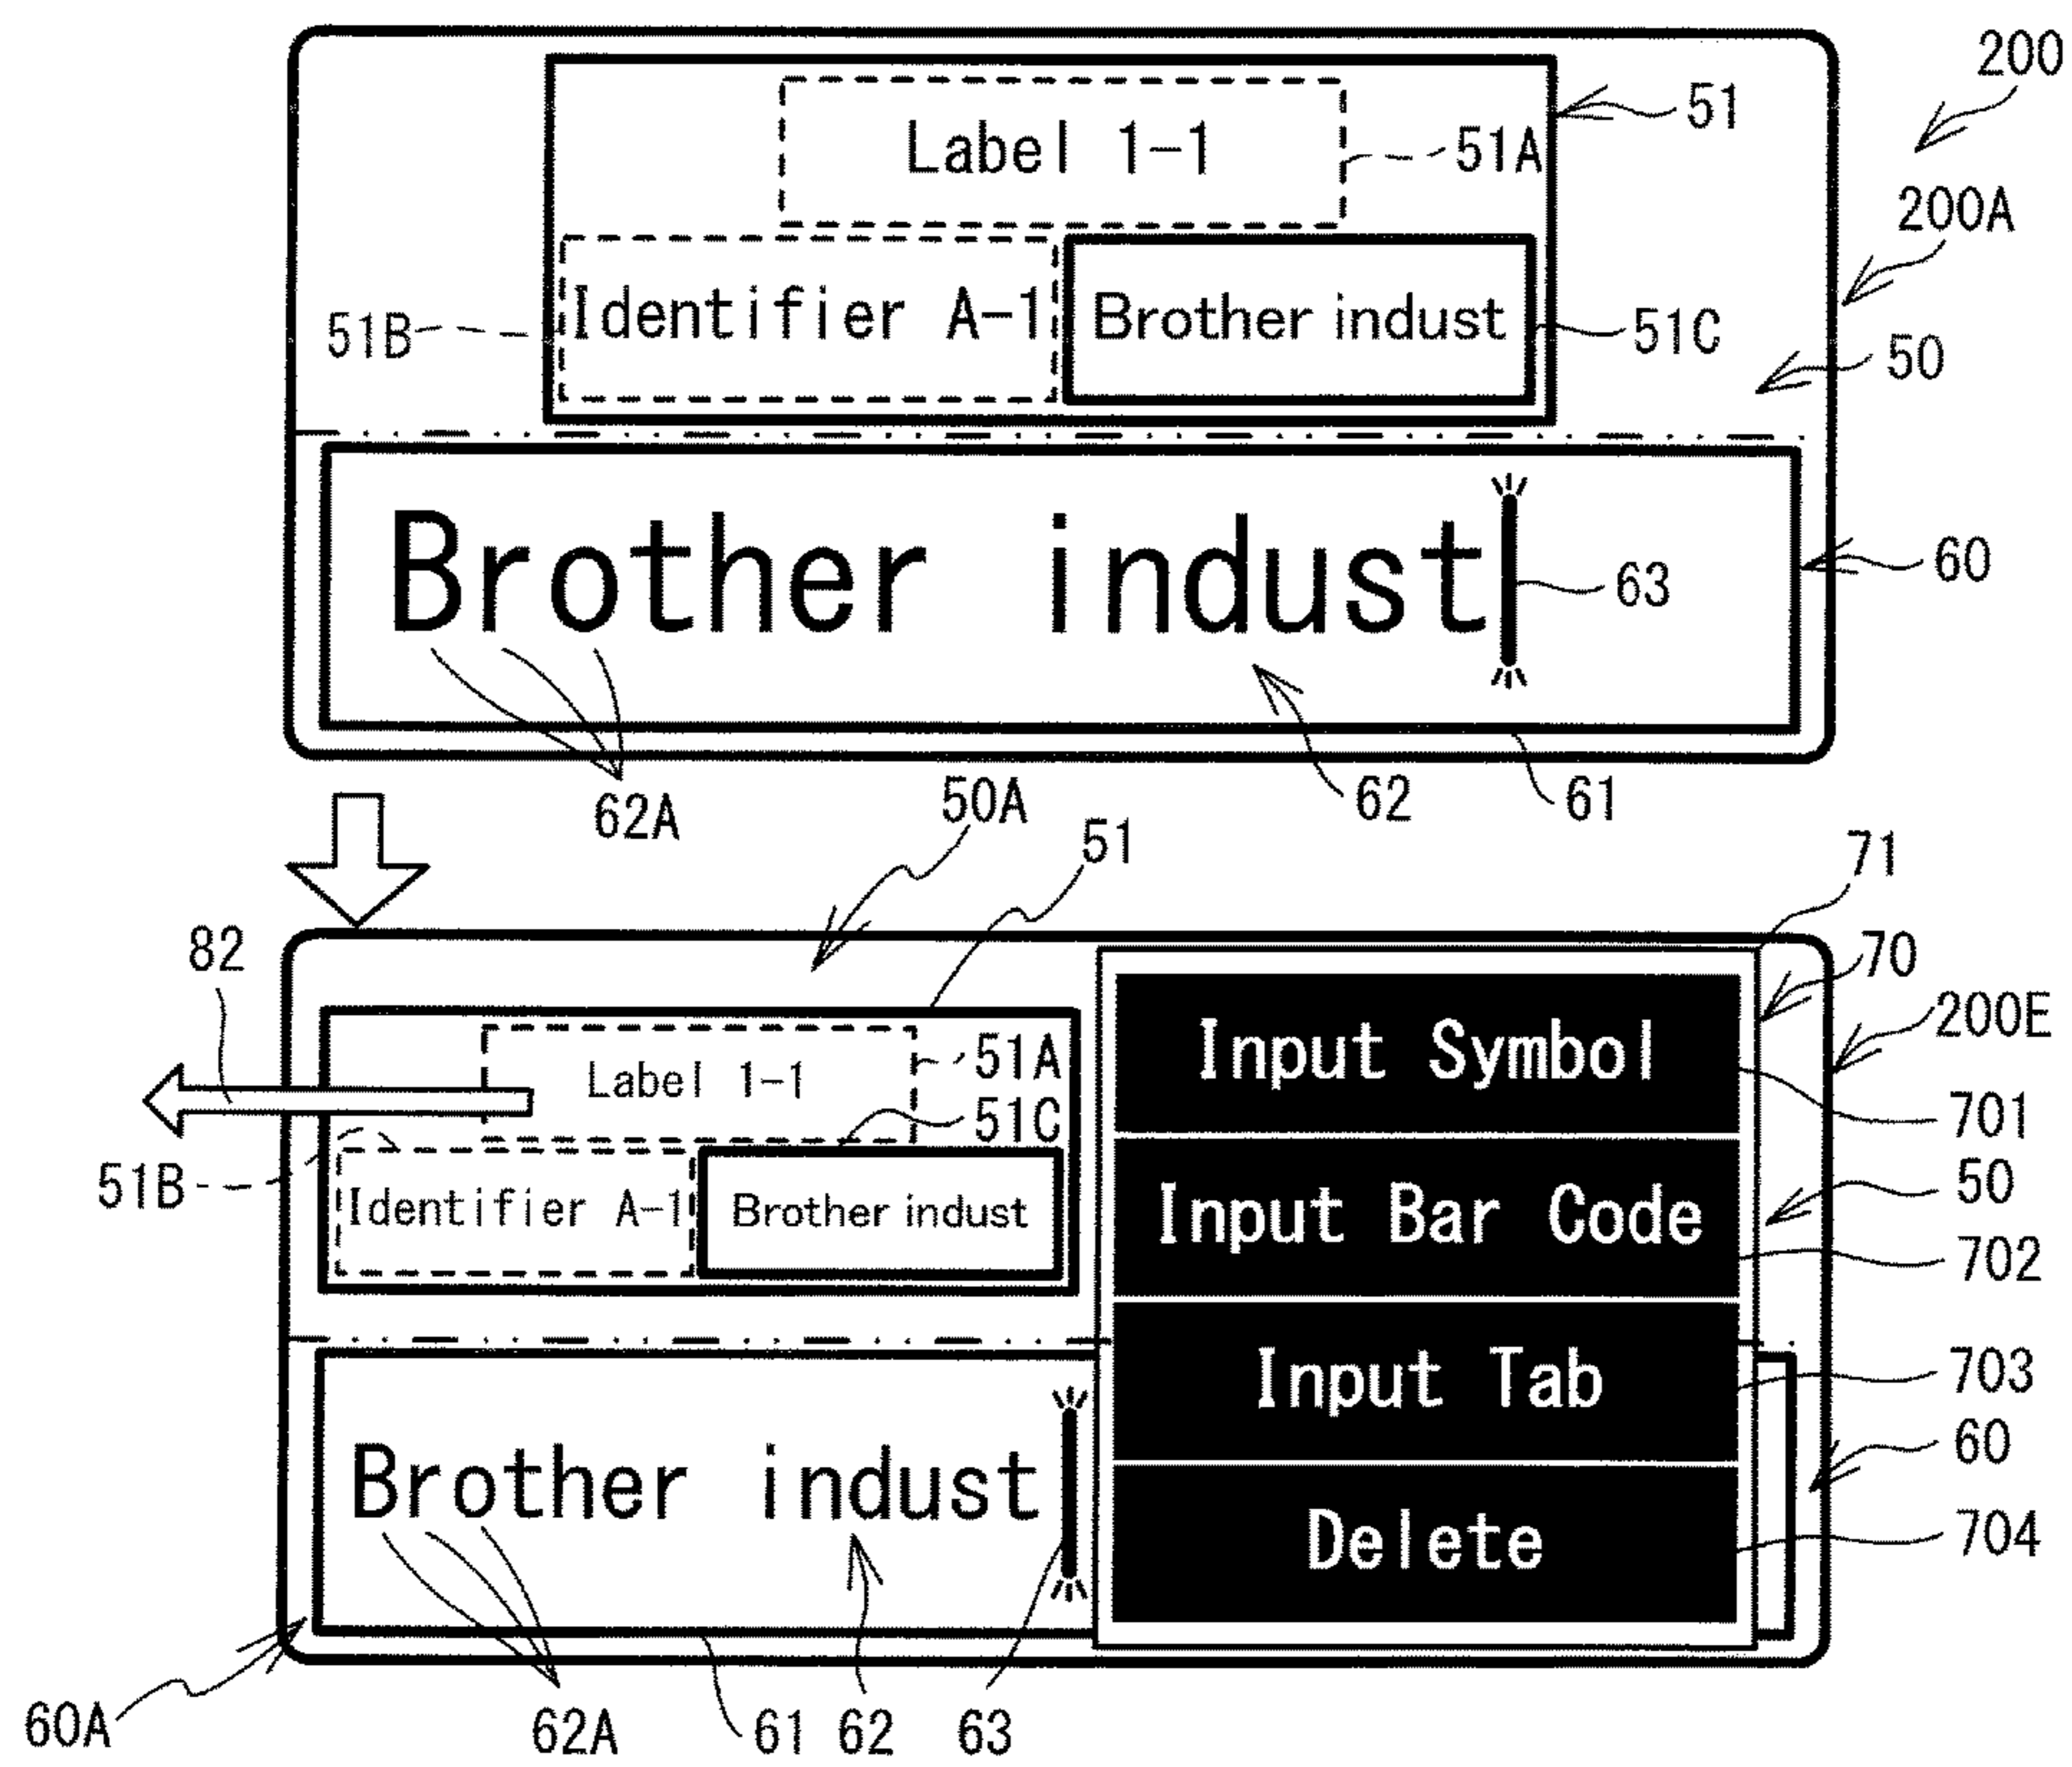 200
51
Label 1-1
51A
200A
Identifier A-1
Brother indust
51B
51C
50
Brother indust
60
63
62A
62
61
50A
51
71
82
70
200E
Input Symbol
Label 1-1
51A
701
51C
51B
Identifier A-1
Brother indust
Input Bar Code
50
702
Input Tab
703
60
Brother indust
Delete
704
60A
62A
61
62
63